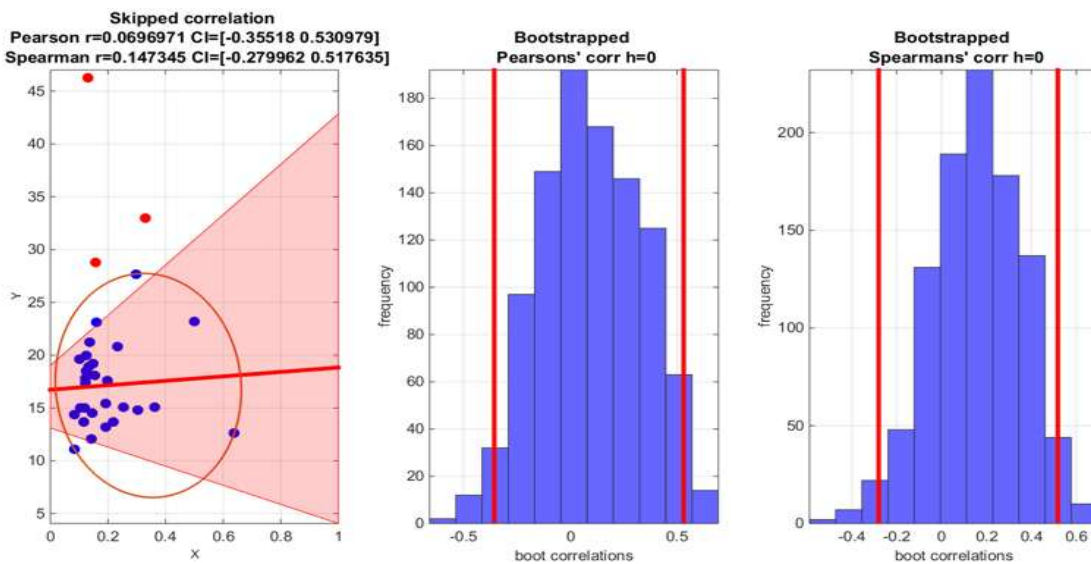 Skipped correlation
Pearson r=0.0696971 CI=[-0.35518 0.530979]
Spearman r=0.147345 CI=[-0.279962 0.517635]
45
40
35
30
25
20
15
10
5
Y
0 0.2 0.4 0.6 0.8 1
X
Bootstrapped
Pearsons' corr h=0
180
160
140
120
100
80
60
40
20
0
frequency
-0.5 0 0.5
boot correlations
Bootstrapped
Spearmans' corr h=0
200
150
100
50
0
frequency
-0.4 -0.2 0 0.2 0.4 0.6
boot correlations